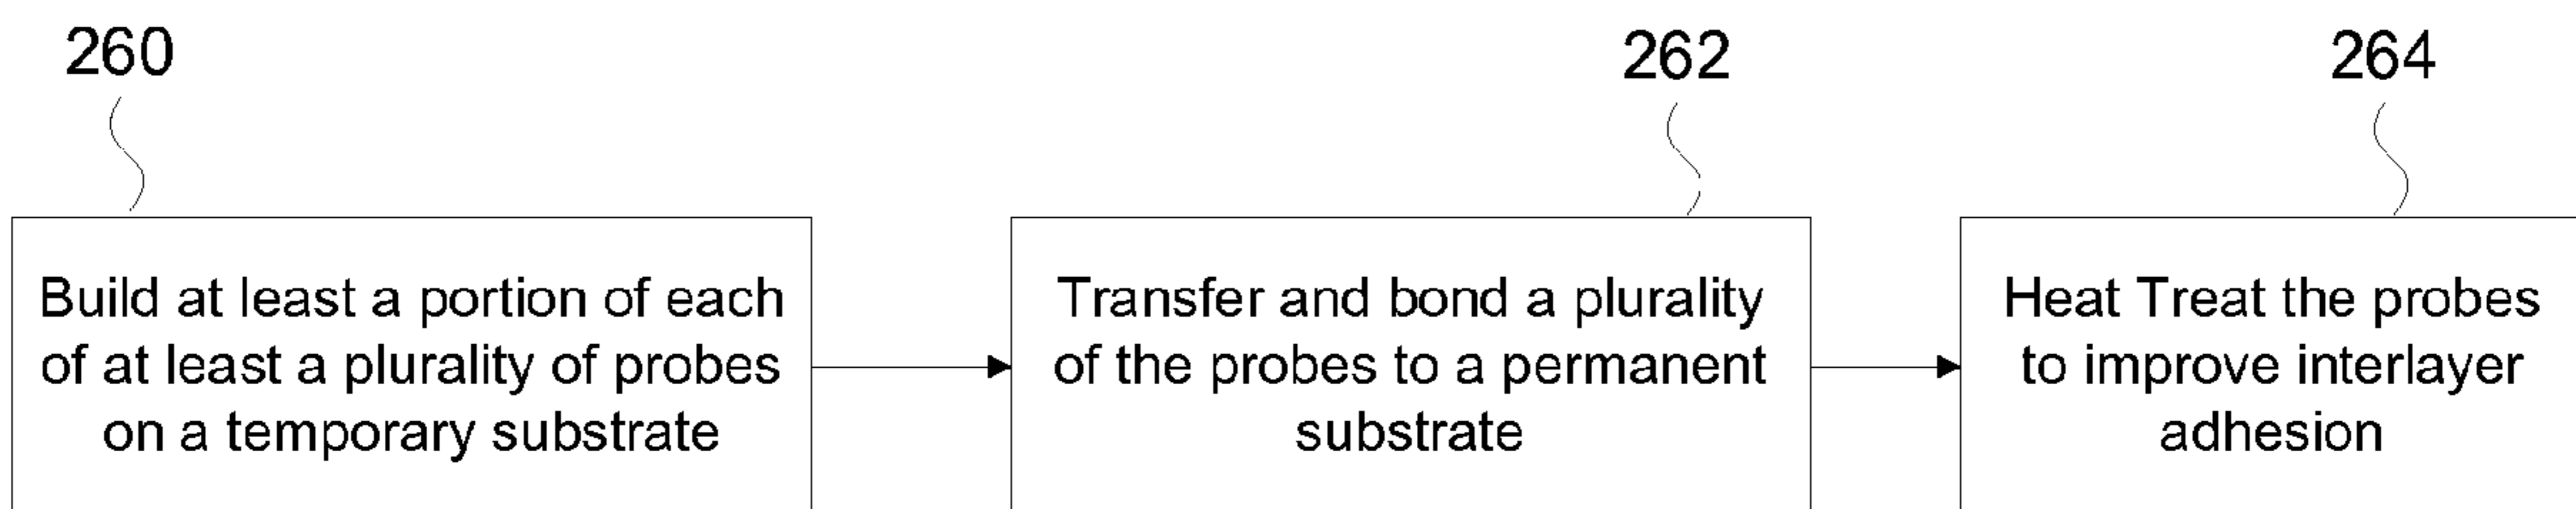 260
262
264
Build at least a portion of each
of at least a plurality of probes
on a temporary substrate
Transfer and bond a plurality
of the probes to a permanent
substrate
Heat Treat the probes
to improve interlayer
adhesion